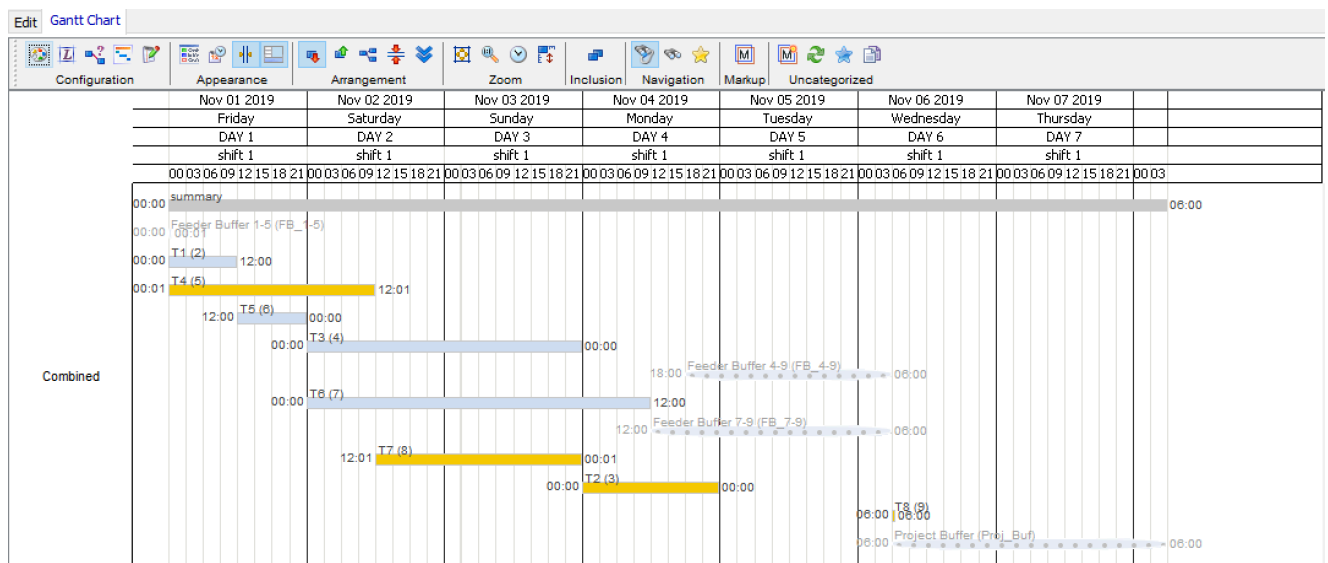 Edit Gantt Chart
Configuration Appearance Arrangement Zoom Inclusion Navigation Markup Uncategorized
Nov 01 2019 Nov 02 2019 Nov 03 2019 Nov 04 2019 Nov 05 2019 Nov 06 2019 Nov 07 2019
Friday Saturday Sunday Monday Tuesday Wednesday Thursday
DAY 1 DAY 2 DAY 3 DAY 4 DAY 5 DAY 6 DAY 7
shift 1 shift 1 shift 1 shift 1 shift 1 shift 1 shift 1
00 03 06 09 12 15 18 21 00 03 06 09 12 15 18 21 00 03 06 09 12 15 18 21 00 03 06 09 12 15 18 21 00 03 06 09 12 15 18 21 00 03 06 09 12 15 18 21 00 03 06 09 12 15 18 21 00 03
00:00 summary 06:00
00:00 Feeder Buffer 1-5 (FB_1-5) 00:01
00:00 T1 (2) 12:00
00:01 T4 (5) 12:01
12:00 T5 (6) 00:00
00:00 T3 (4) 00:00
18:00 Feeder Buffer 4-9 (FB_4-9) 06:00
Combined
00:00 T6 (7) 12:00
12:00 Feeder Buffer 7-9 (FB_7-9) 06:00
12:01 T7 (8) 00:01
00:00 T2 (3) 00:00
06:00 T8 (9) 06:00
06:00 Project Buffer (Proj_Buf) 06:00